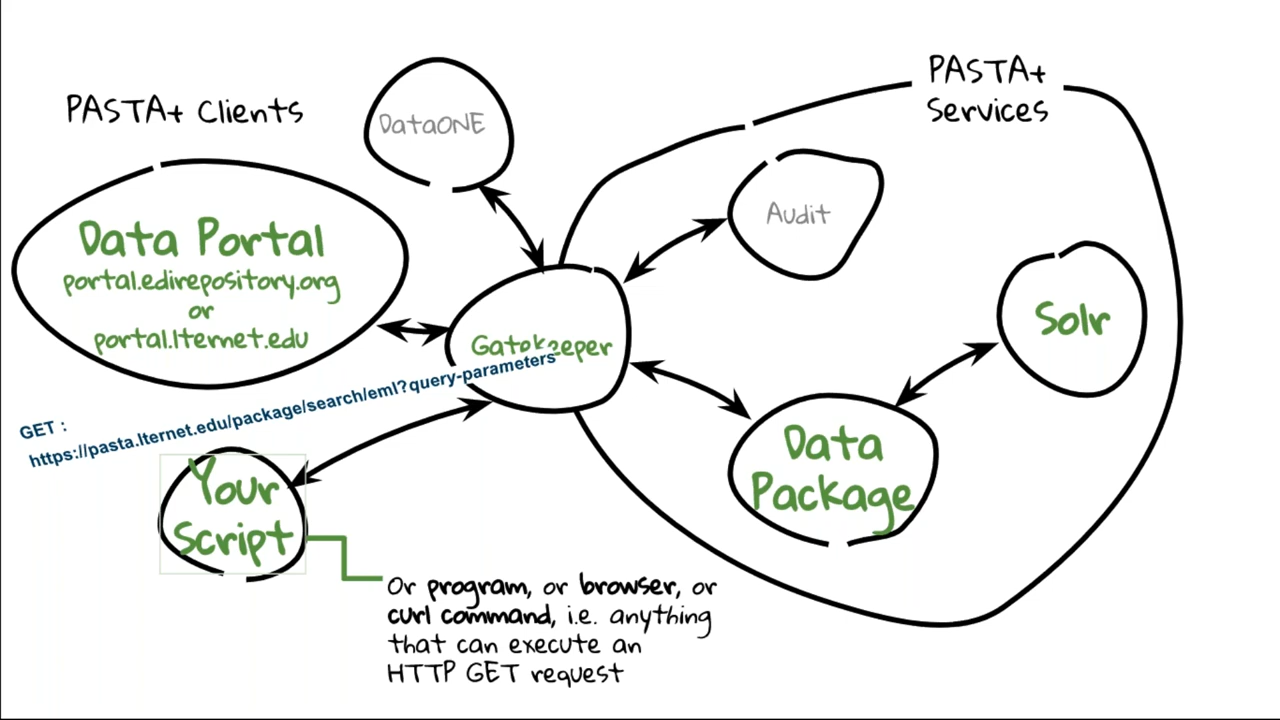 PASTA+ Clients
DataONE
PASTA+
Services
Data Portal
portal.edirepository.org
or
portal.lternet.edu
Audit
Solr
Gatekeeper
GET :
https://pasta.lternet.edu/package/search/eml?query-parameters
Data
Package
Your
Script
Or program, or browser, or
curl command, i.e. anything
that can execute an
HTTP GET request